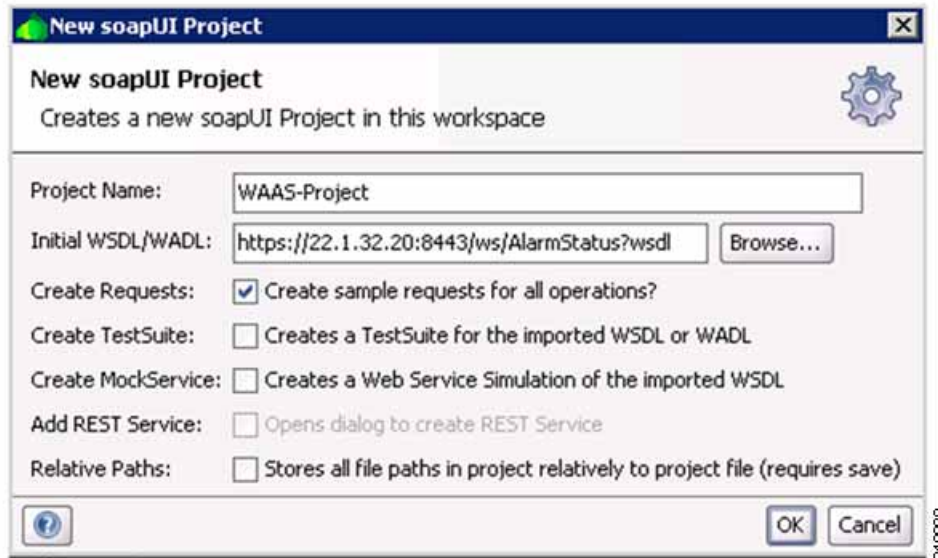 New soapUI Project
New soapUI Project
Creates a new soapUI Project in this workspace
Project Name: WAAS-Project
Initial WSDL/WADL: https://22.1.32.20:8443/ws/AlarmStatus?wsdl Browse...
Create Requests: Create sample requests for all operations?
Create TestSuite: Creates a TestSuite for the imported WSDL or WADL
Create MockService: Creates a Web Service Simulation of the imported WSDL
Add REST Service: Opens dialog to create REST Service
Relative Paths: Stores all file paths in project relatively to project file (requires save)
? OK Cancel